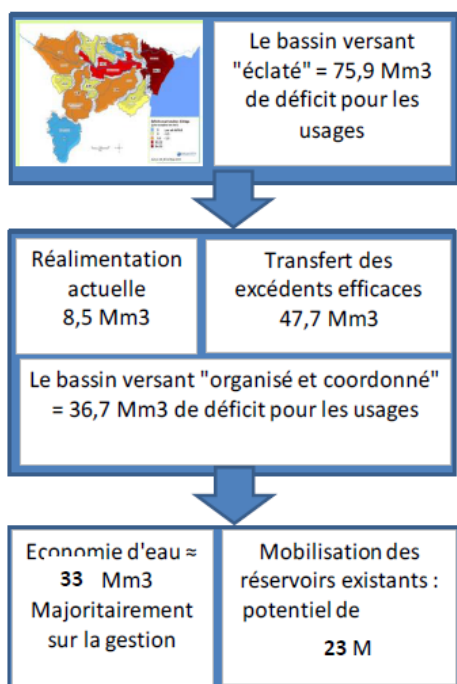 Le bassin versant
"éclaté" = 75,9 Mm3
de déficit pour les
usages
Réalimentation
actuelle
8,5 Mm3
Transfert des
excédents efficaces
47,7 Mm3
Le bassin versant "organisé et coordonné"
= 36,7 Mm3 de déficit pour les usages
Economie d'eau ≈
33 Mm3
Majoritairement
sur la gestion
Mobilisation des
réservoirs existants :
potentiel de
23 M